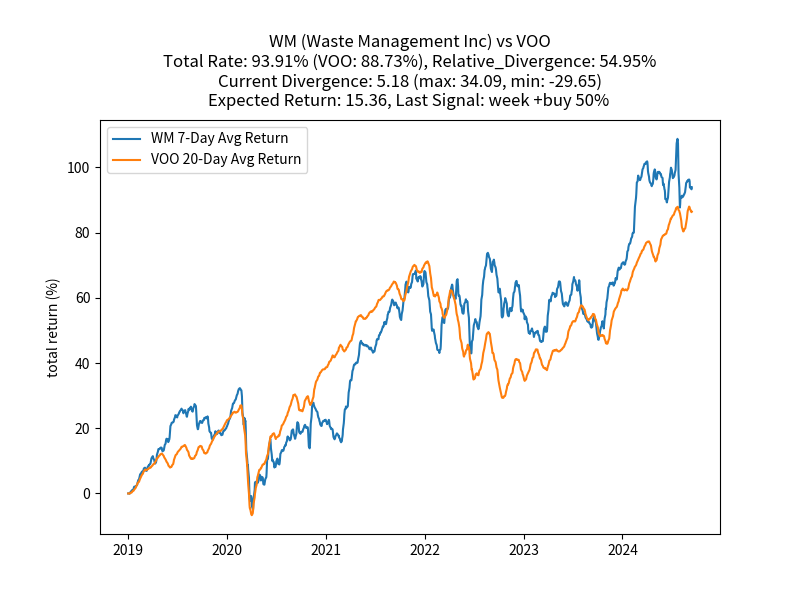 WM (Waste Management Inc) vs VOO
Total Rate: 93.91% (VOO: 88.73%), Relative_Divergence: 54.95%
Current Divergence: 5.18 (max: 34.09, min: -29.65)
Expected Return: 15.36, Last Signal: week +buy 50%
WM 7-Day Avg Return
VOO 20-Day Avg Return
total return (%)
100
80
60
40
20
0
2019 2020 2021 2022 2023 2024